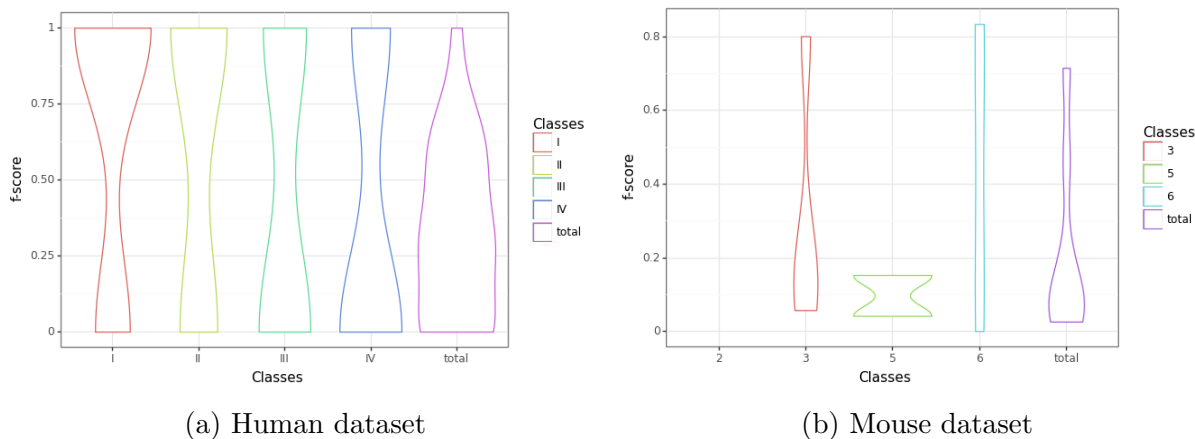 1
0.75
0.50
0.25
0
f-score
I
II
III
IV
total
Classes
Classes
I
II
III
IV
total
(a) Human dataset
0.8
0.6
0.4
0.2
0
f-score
2
3
5
6
total
Classes
Classes
3
5
6
total
(b) Mouse dataset